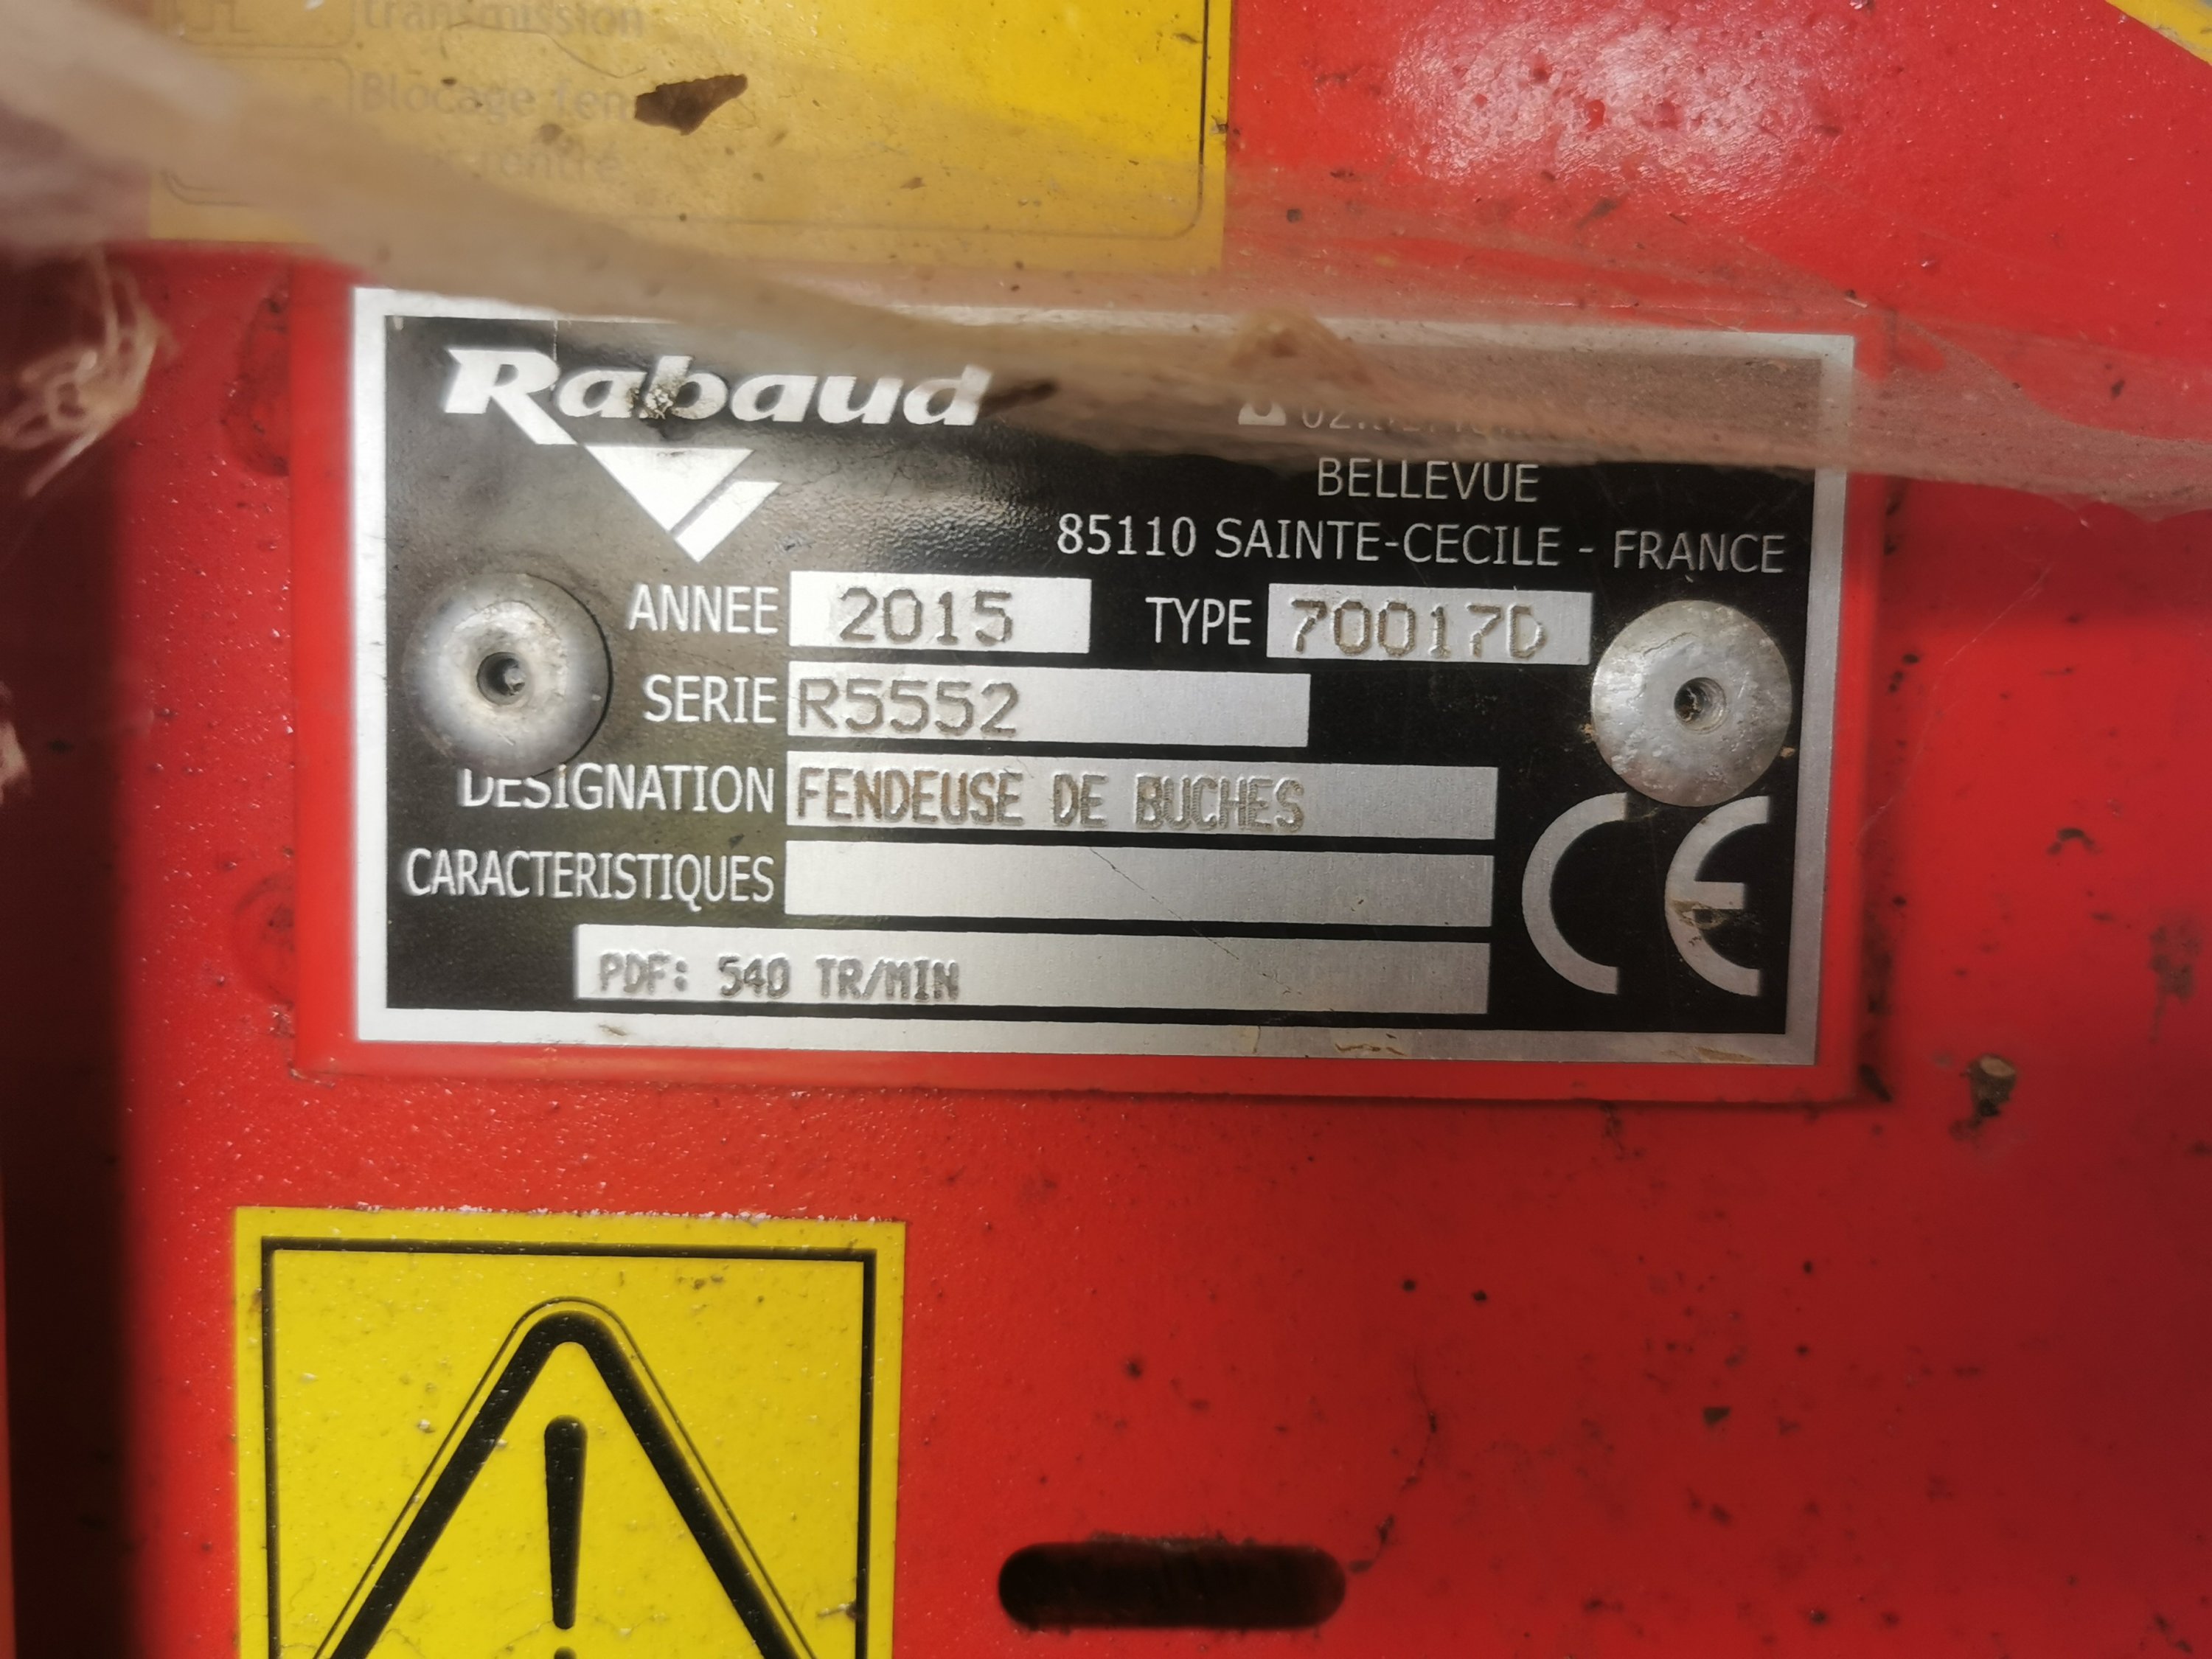 transmission
Blocage
Rabaud
BELLEVUE
85110 SAINTE-CECILE - FRANCE
ANNEE 2015 TYPE 70017D
SERIE R5552
DESIGNATION FENDEUSE DE BUCHES
CARACTERISTIQUES
PDF: 540 TR/MIN
CE